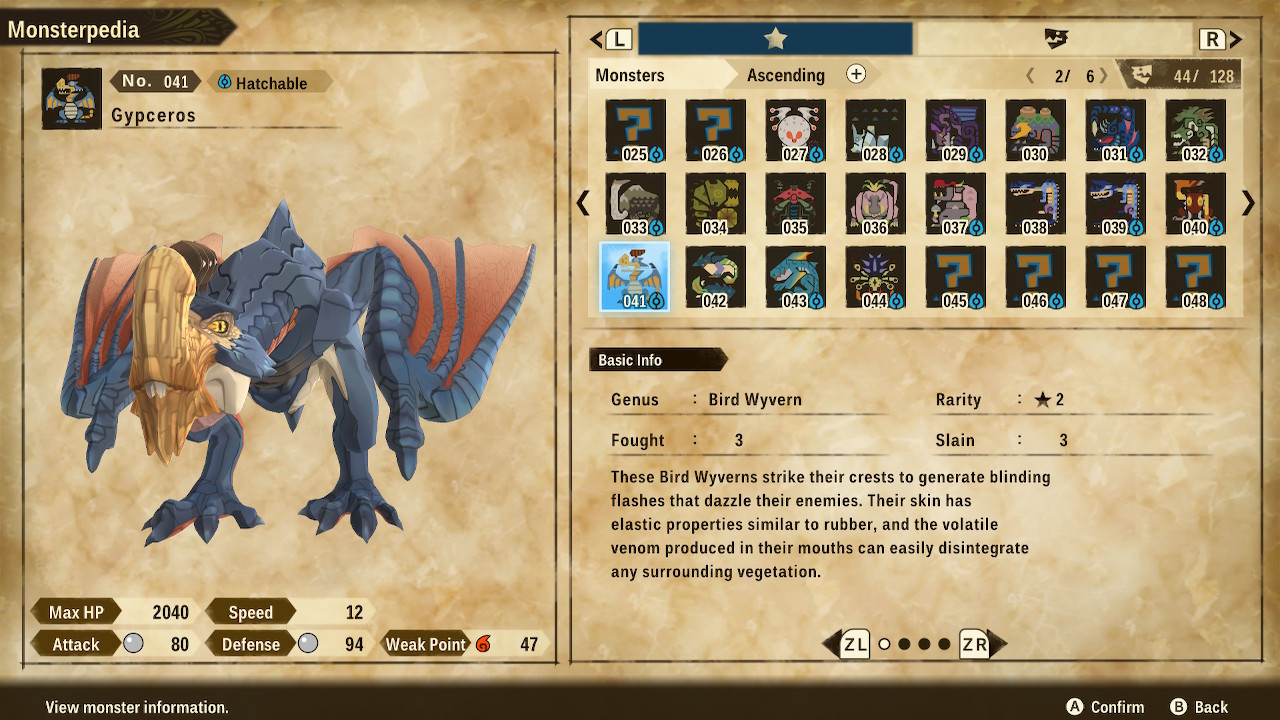 Monsterpedia
No. 041 Hatchable
Gypceros
Max HP 2040 Speed 12
Attack 80 Defense 94 Weak Point 47
L R
Monsters Ascending + 2/ 6 44/ 128
? ?
025 026 027 028 029 030 031 032
033 034 035 036 037 038 039 040
? ? ? ?
041 042 043 044 045 046 047 048
Basic Info
Genus : Bird Wyvern Rarity : ★2
Fought : 3 Slain : 3
These Bird Wyverns strike their crests to generate blinding
flashes that dazzle their enemies. Their skin has
elastic properties similar to rubber, and the volatile
venom produced in their mouths can easily disintegrate
any surrounding vegetation.
ZL ZR
View monster information. A Confirm B Back